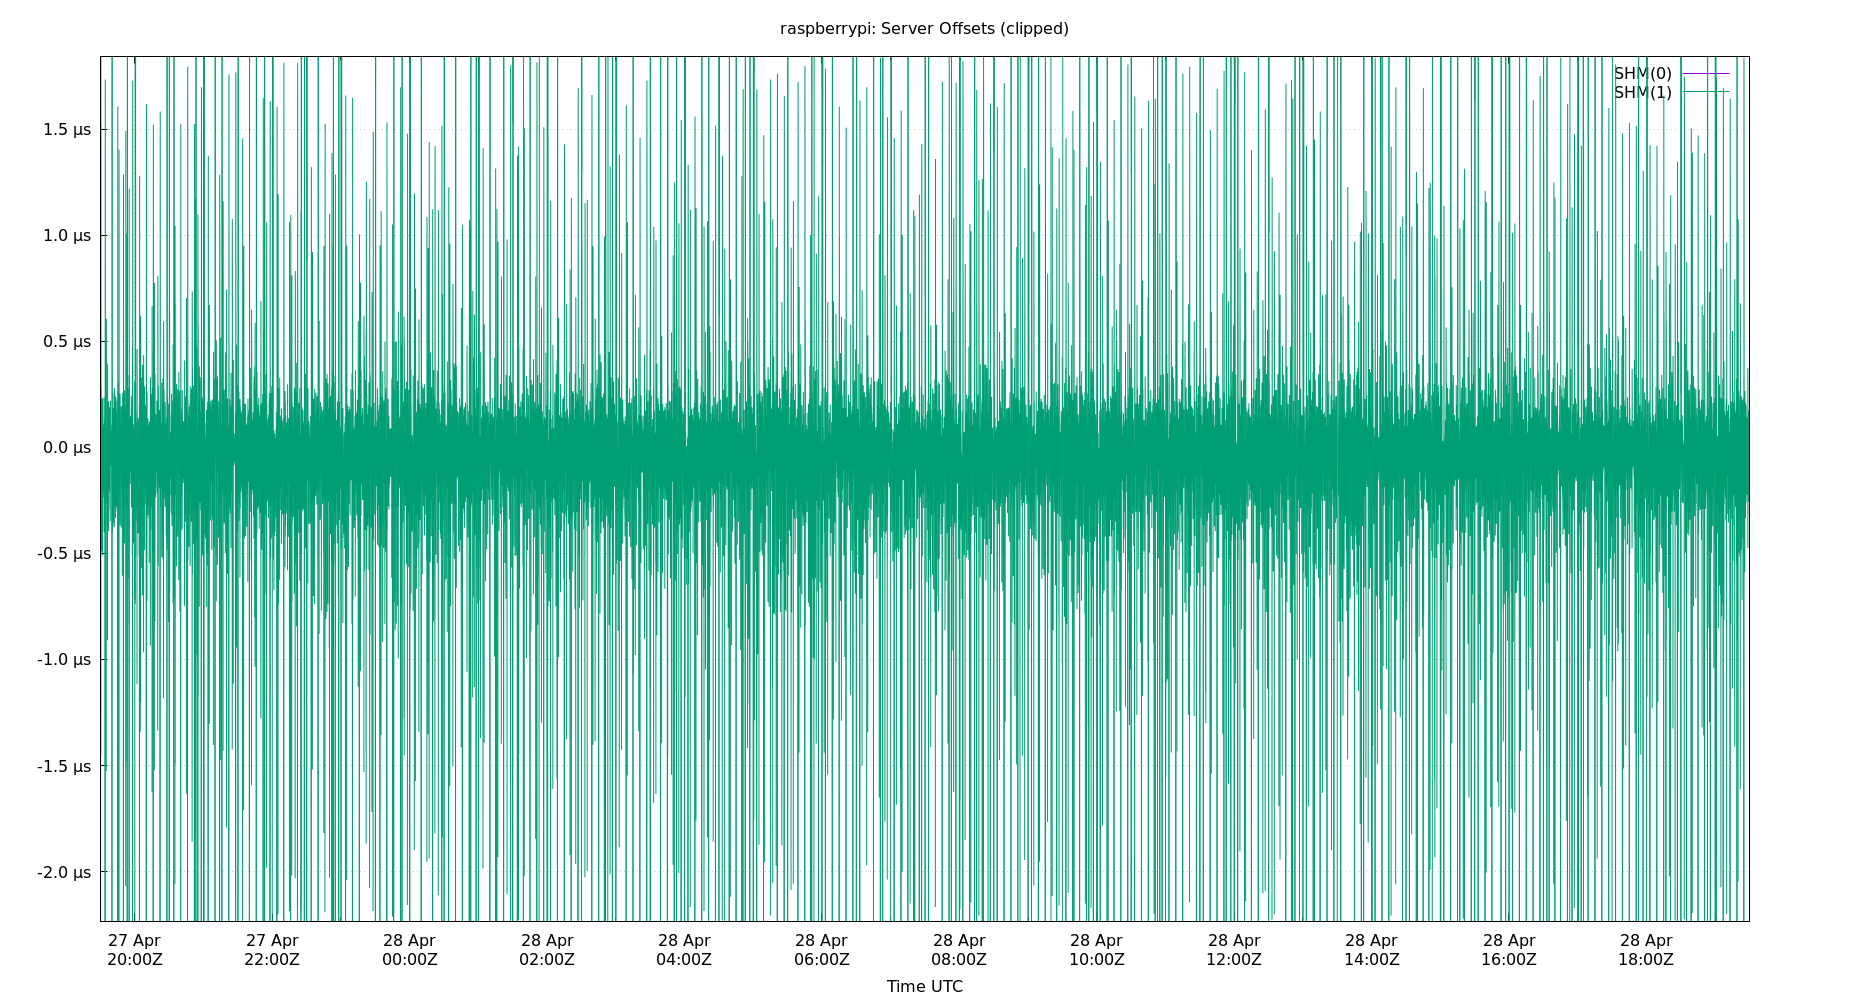 raspberrypi: Server Offsets (clipped)
SHM(0)
SHM(1)
1.5 µs
1.0 µs
0.5 µs
0.0 µs
-0.5 µs
-1.0 µs
-1.5 µs
-2.0 µs
27 Apr 27 Apr 28 Apr 28 Apr 28 Apr 28 Apr 28 Apr 28 Apr 28 Apr 28 Apr 28 Apr 28 Apr
20:00Z 22:00Z 00:00Z 02:00Z 04:00Z 06:00Z 08:00Z 10:00Z 12:00Z 14:00Z 16:00Z 18:00Z
Time UTC